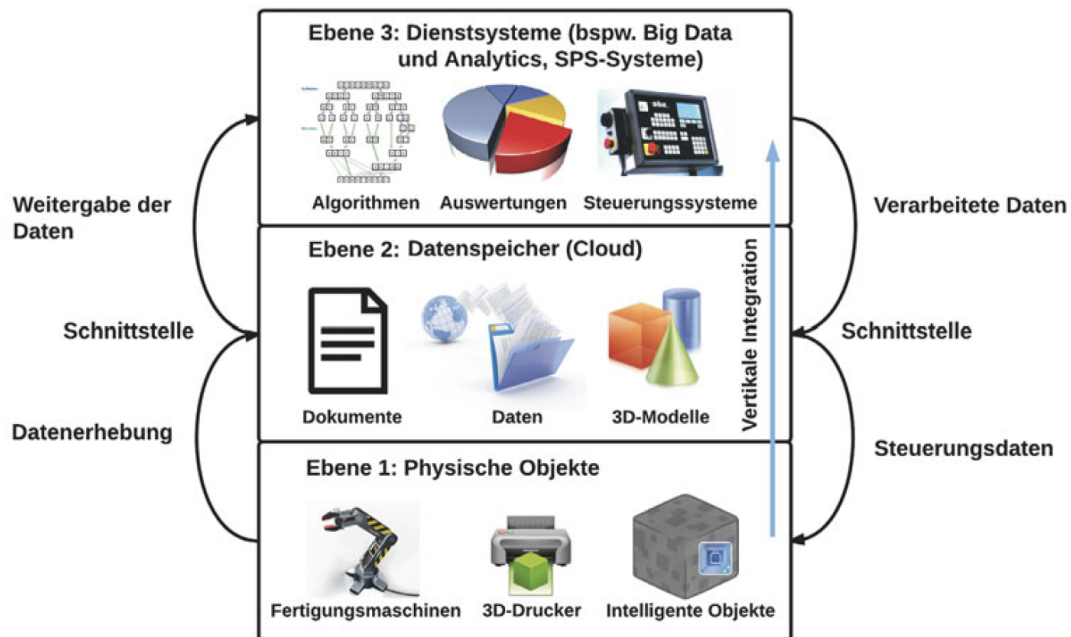 Ebene 3: Dienstsysteme (bspw. Big Data
und Analytics, SPS-Systeme)
Algorithmen
Auswertungen
Steuerungssysteme
Weitergabe der
Daten
Verarbeitete Daten
Ebene 2: Datenspeicher (Cloud)
Vertikale Integration
Schnittstelle
Schnittstelle
Dokumente
Daten
3D-Modelle
Datenerhebung
Steuerungsdaten
Ebene 1: Physische Objekte
Fertigungsmaschinen
3D-Drucker
Intelligente Objekte